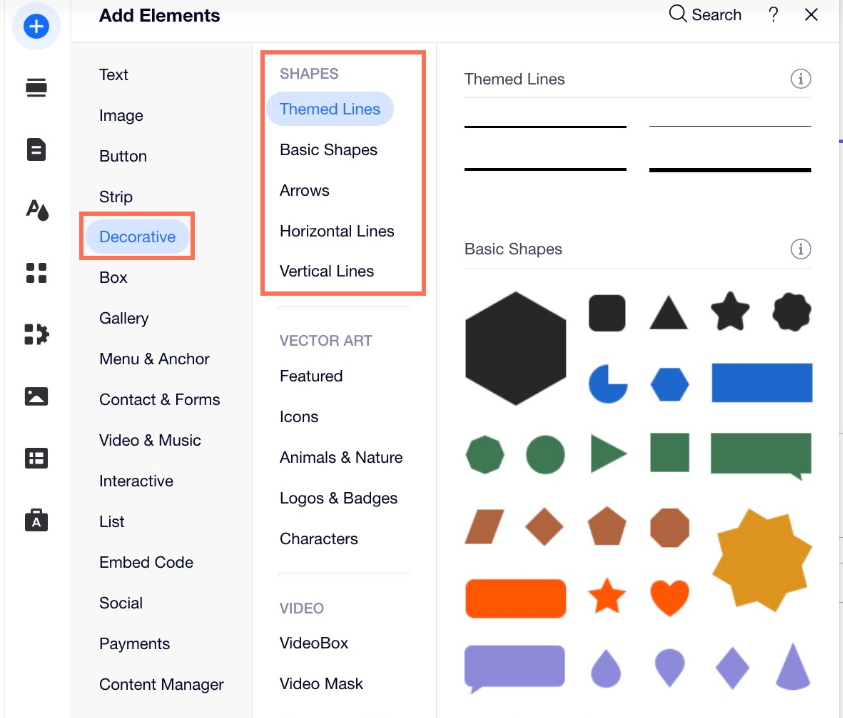 Add Elements
Search
?
Text
Image
Button
Strip
Decorative
Box
Gallery
Menu & Anchor
Contact & Forms
Video & Music
Interactive
List
Embed Code
Social
Payments
Content Manager
SHAPES
Themed Lines
Basic Shapes
Arrows
Horizontal Lines
Vertical Lines
VECTOR ART
Featured
Icons
Animals & Nature
Logos & Badges
Characters
VIDEO
VideoBox
Video Mask
Themed Lines
i
Basic Shapes
i
A
A